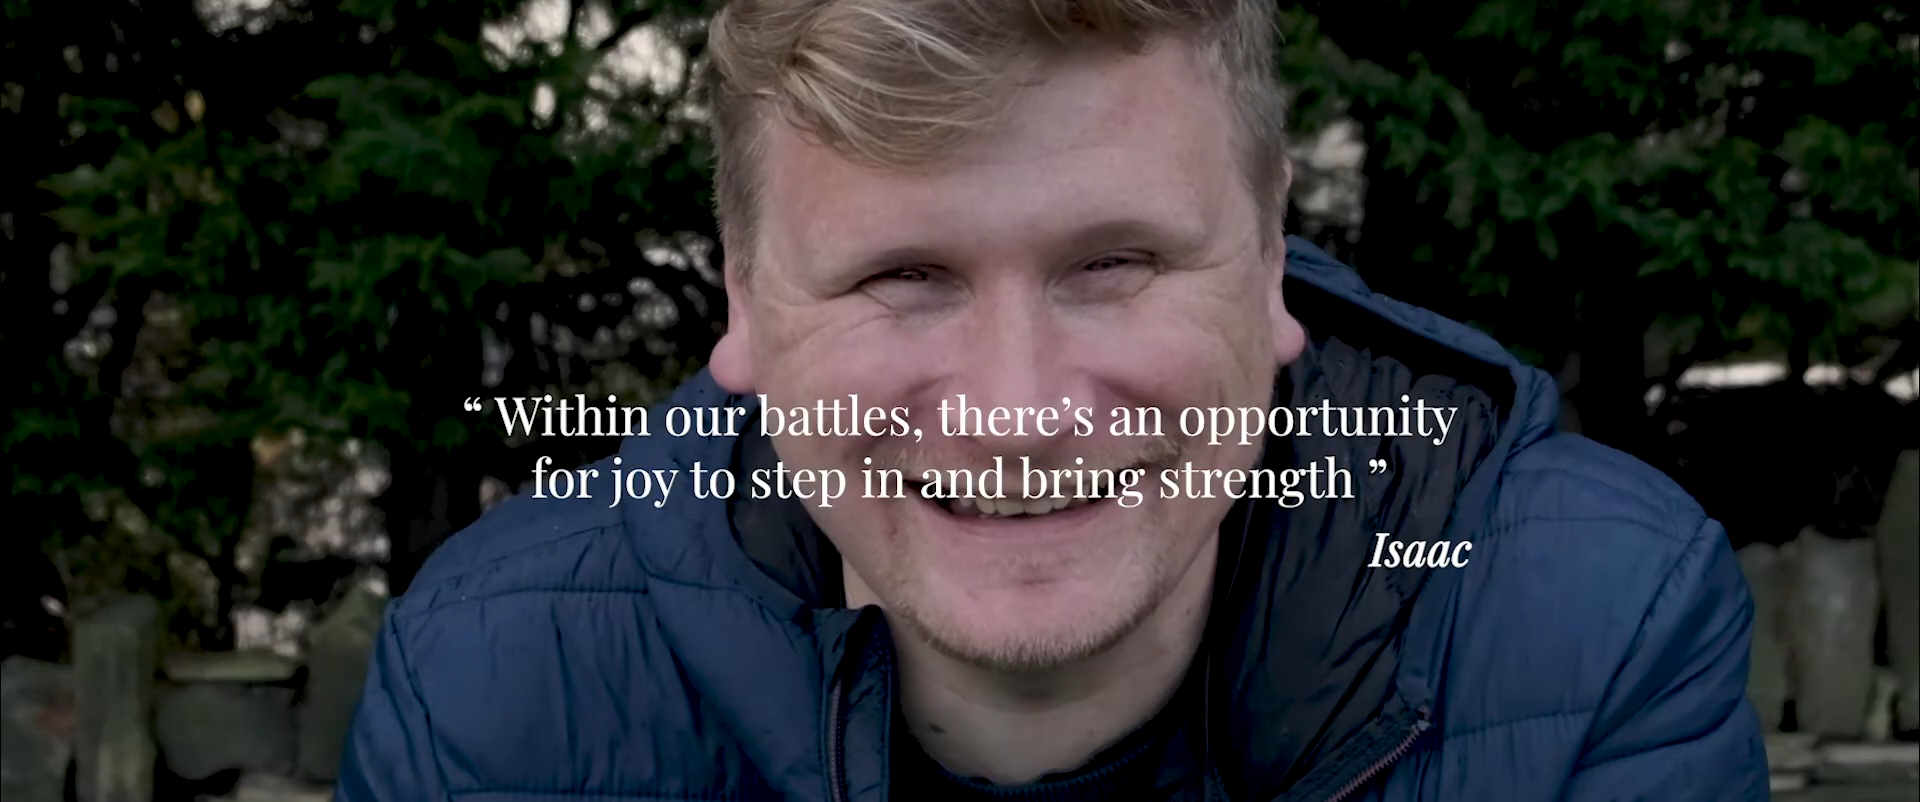 “ Within our battles, there’s an opportunity
for joy to step in and bring strength ”
Isaac